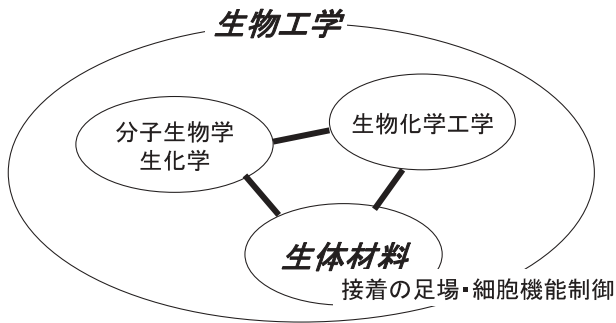 生物工学
分子生物学
生化学
生物化学工学
生体材料
接着の足場・細胞機能制御